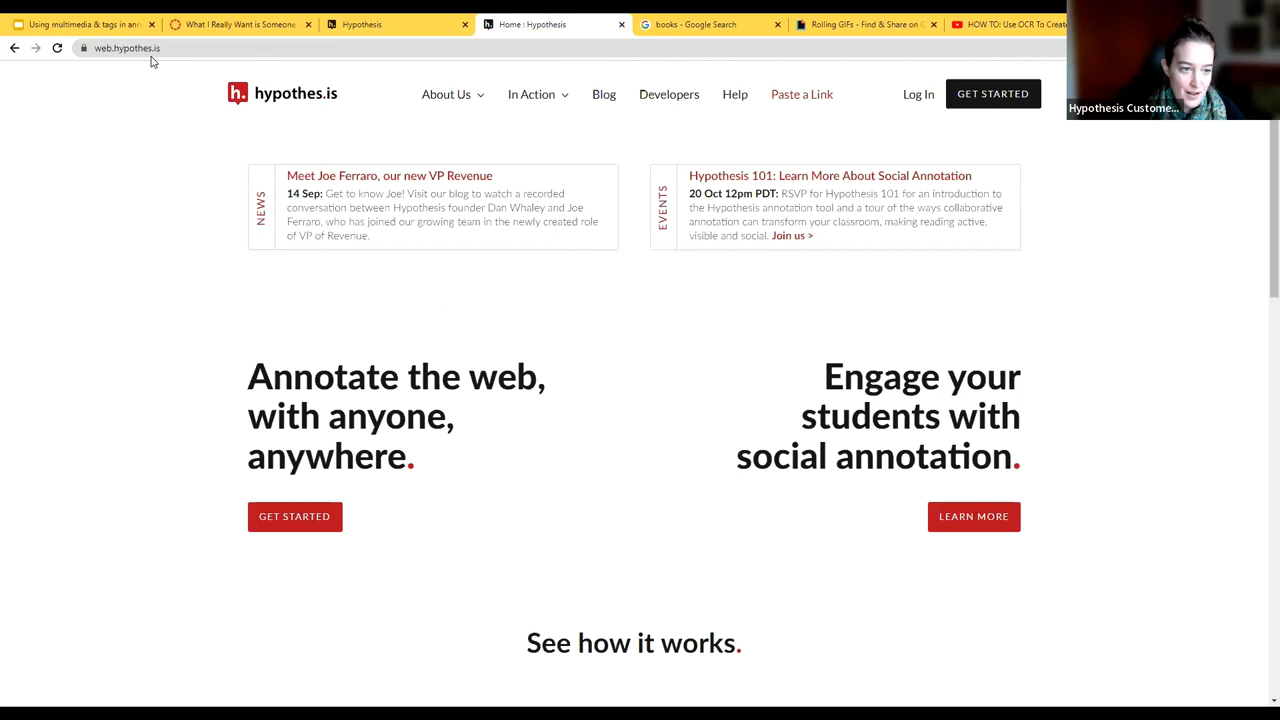 Using multimedia & tags in ann
What I Really Want is Someone
Hypothesis
Home : Hypothesis
books - Google Search
Rolling GIFs - Find & Share on G
HOW TO: Use OCR To Create
web.hypothes.is
h. hypothes.is
About Us
In Action
Blog
Developers
Help
Paste a Link
Log In
GET STARTED
Hypothesis Custome...
NEWS
Meet Joe Ferraro, our new VP Revenue
14 Sep: Get to know Joe! Visit our blog to watch a recorded
conversation between Hypothesis founder Dan Whaley and Joe
Ferraro, who has joined our growing team in the newly created role
of VP of Revenue.
EVENTS
Hypothesis 101: Learn More About Social Annotation
20 Oct 12pm PDT: RSVP for Hypothesis 101 for an introduction to
the Hypothesis annotation tool and a tour of the ways collaborative
annotation can transform your classroom, making reading active,
visible and social. Join us >
Annotate the web,
with anyone,
anywhere.
GET STARTED
Engage your
students with
social annotation.
LEARN MORE
See how it works.